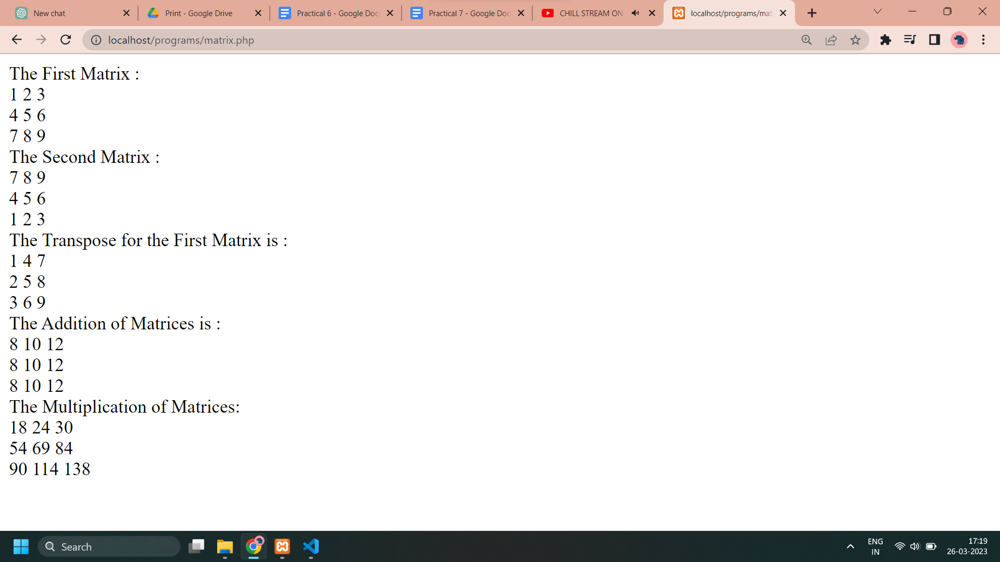 New chat
Print - Google Drive
Practical 6 - Google Docs
Practical 7 - Google Doc
CHILL STREAM ON
localhost/programs/mat
localhost/programs/matrix.php
The First Matrix :
1 2 3
4 5 6
7 8 9
The Second Matrix :
7 8 9
4 5 6
1 2 3
The Transpose for the First Matrix is :
1 4 7
2 5 8
3 6 9
The Addition of Matrices is :
8 10 12
8 10 12
8 10 12
The Multiplication of Matrices:
18 24 30
54 69 84
90 114 138
Search
ENG
IN
17:19
26-03-2023